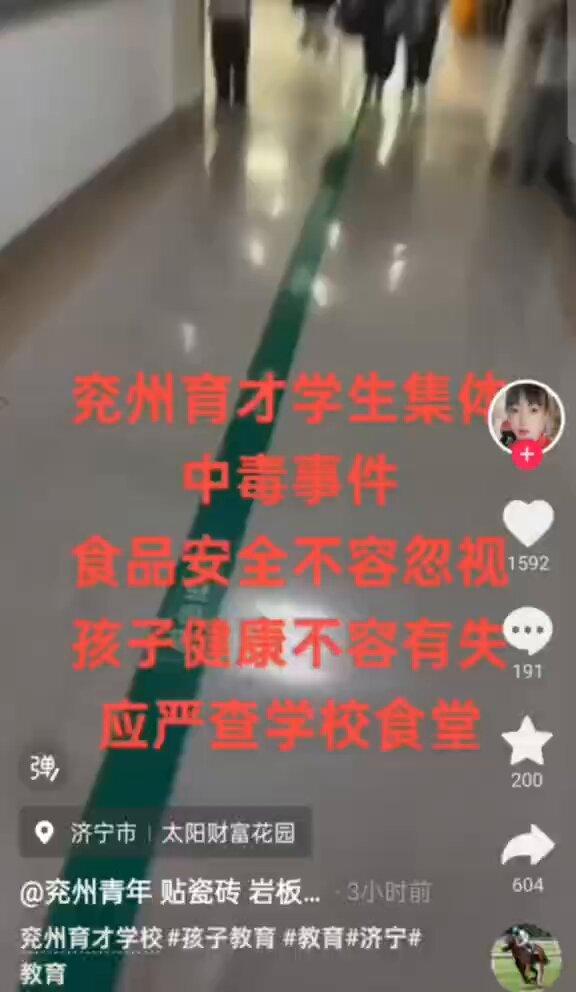 兖州育才学生集体
中毒事件
食品安全不容忽视
孩子健康不容有失
应严查学校食堂
1592
191
200
604
弹
济宁市 | 太阳财富花园
@兖州青年 贴瓷砖 岩板... · 3小时前
兖州育才学校 #孩子教育 #教育#济宁#
教育